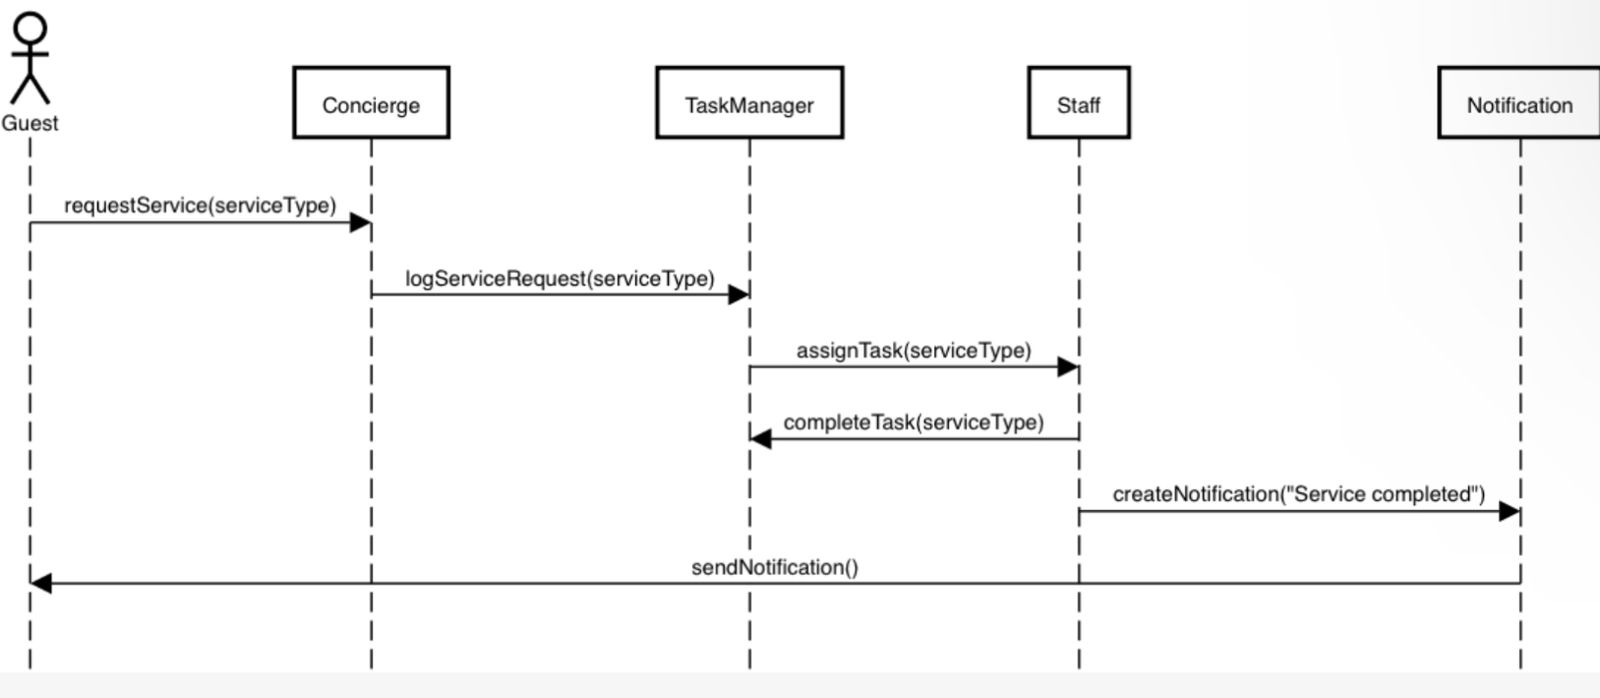 Guest
Concierge
TaskManager
Staff
Notification
requestService(serviceType)
logServiceRequest(serviceType)
assignTask(serviceType)
completeTask(serviceType)
createNotification("Service completed")
sendNotification()